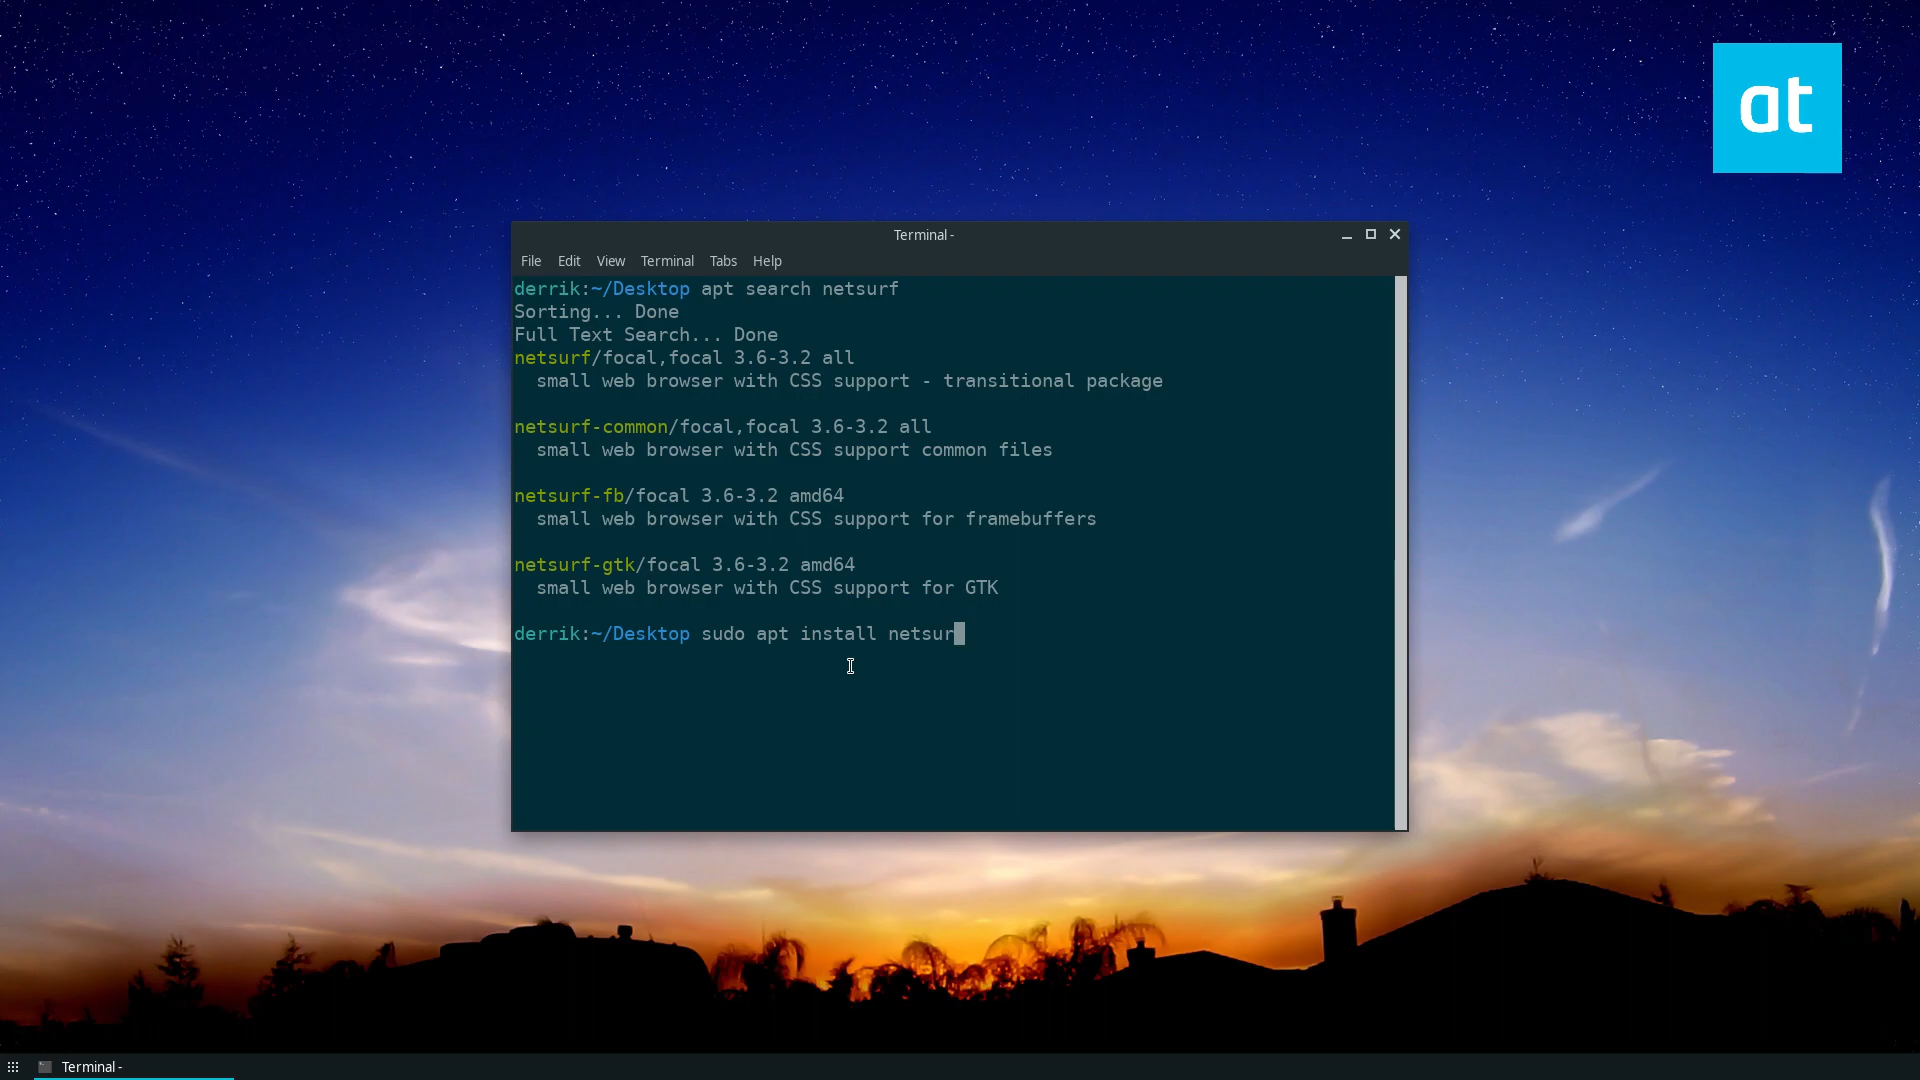 at
Terminal -
File Edit View Terminal Tabs Help
derrik:~/Desktop apt search netsurf
Sorting... Done
Full Text Search... Done
netsurf/focal,focal 3.6-3.2 all
  small web browser with CSS support - transitional package
netsurf-common/focal,focal 3.6-3.2 all
  small web browser with CSS support common files
netsurf-fb/focal 3.6-3.2 amd64
  small web browser with CSS support for framebuffers
netsurf-gtk/focal 3.6-3.2 amd64
  small web browser with CSS support for GTK
derrik:~/Desktop sudo apt install netsur
Terminal -